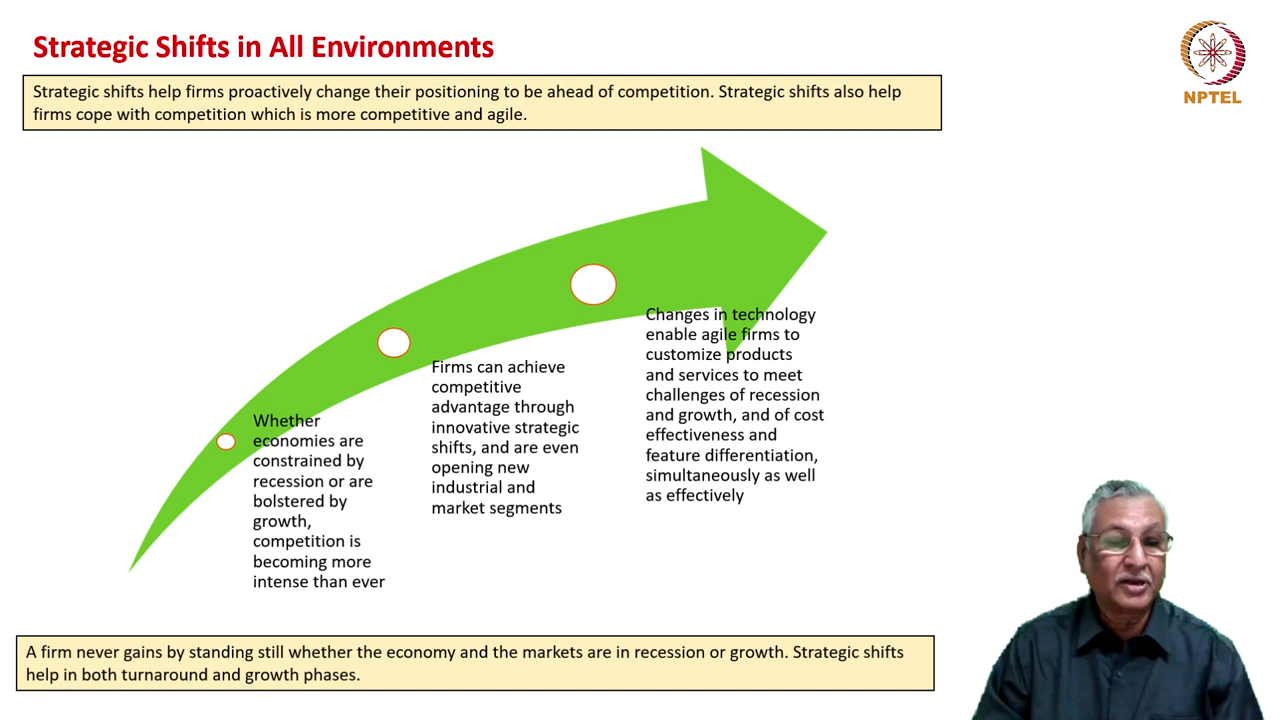 Strategic Shifts in All Environments
NPTEL
Strategic shifts help firms proactively change their positioning to be ahead of competition. Strategic shifts also help
firms cope with competition which is more competitive and agile.
Whether
economies are
constrained by
recession or are
bolstered by
growth,
competition is
becoming more
intense than ever
Firms can achieve
competitive
advantage through
innovative strategic
shifts, and are even
opening new
industrial and
market segments
Changes in technology
enable agile firms to
customize products
and services to meet
challenges of recession
and growth, and of cost
effectiveness and
feature differentiation,
simultaneously as well
as effectively
A firm never gains by standing still whether the economy and the markets are in recession or growth. Strategic shifts
help in both turnaround and growth phases.